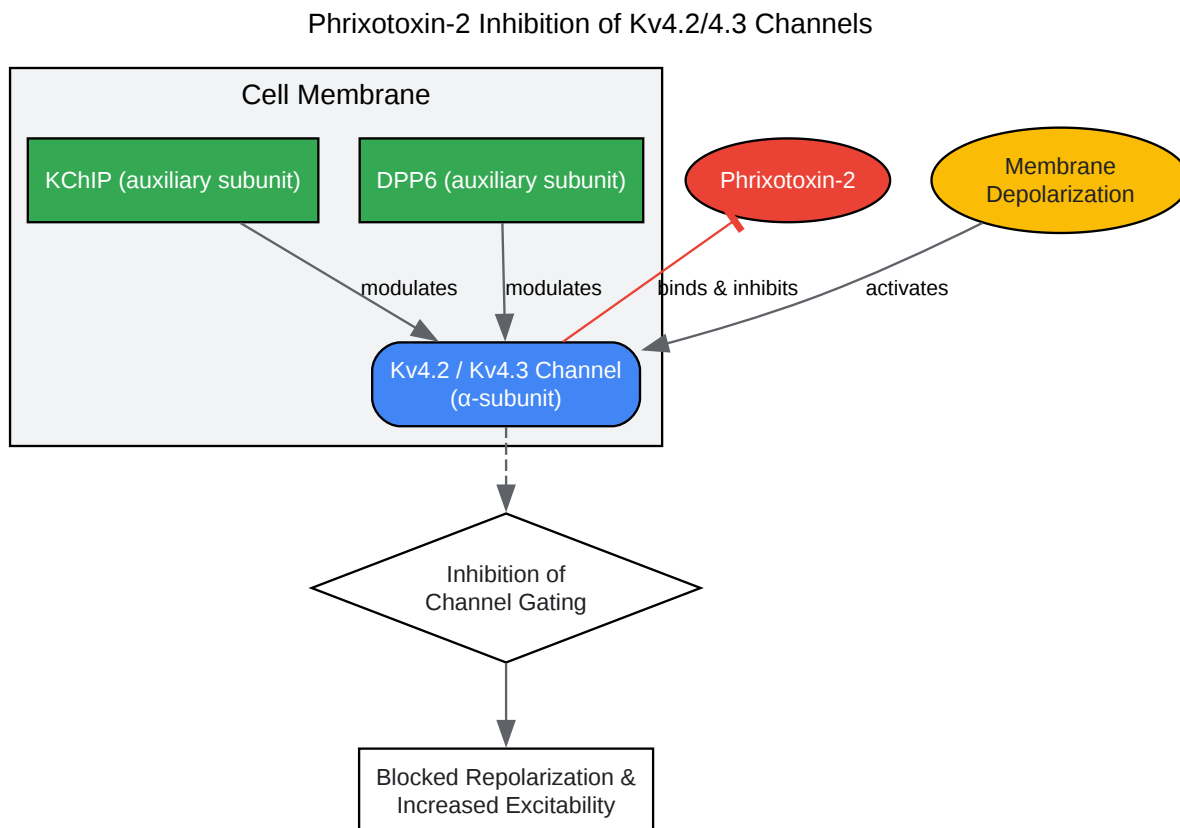 Phrixotoxin-2 Inhibition of Kv4.2/4.3 Channels
Cell Membrane
KChIP (auxiliary subunit)
DPP6 (auxiliary subunit)
Phrixotoxin-2
Membrane
Depolarization
modulates
modulates
binds & inhibits
activates
Kv4.2 / Kv4.3 Channel
(α-subunit)
Inhibition of
Channel Gating
Blocked Repolarization &
Increased Excitability